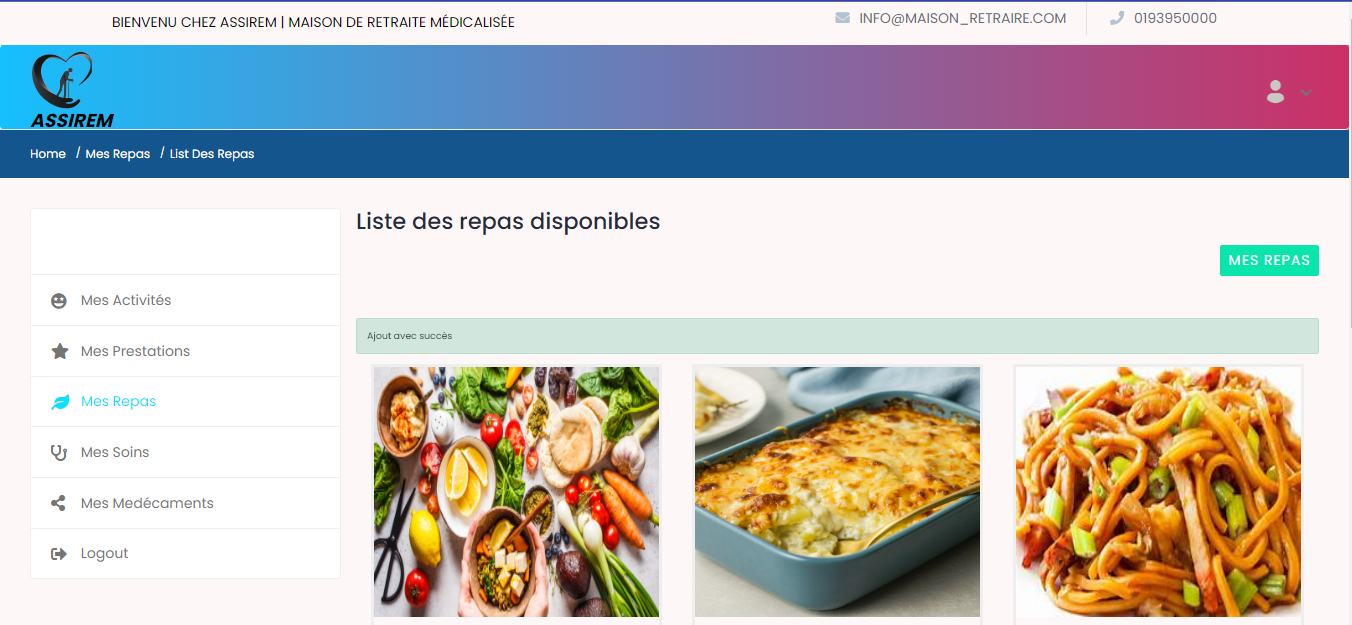 BIENVENU CHEZ ASSIREM | MAISON DE RETRAITE MÉDICALISÉE
INFO@MAISON_RETRAIRE.COM
0193950000
ASSIREM
Home / Mes Repas / List Des Repas
Liste des repas disponibles
MES REPAS
Ajout avec succès
Mes Activités
Mes Prestations
Mes Repas
Mes Soins
Mes Medécaments
Logout